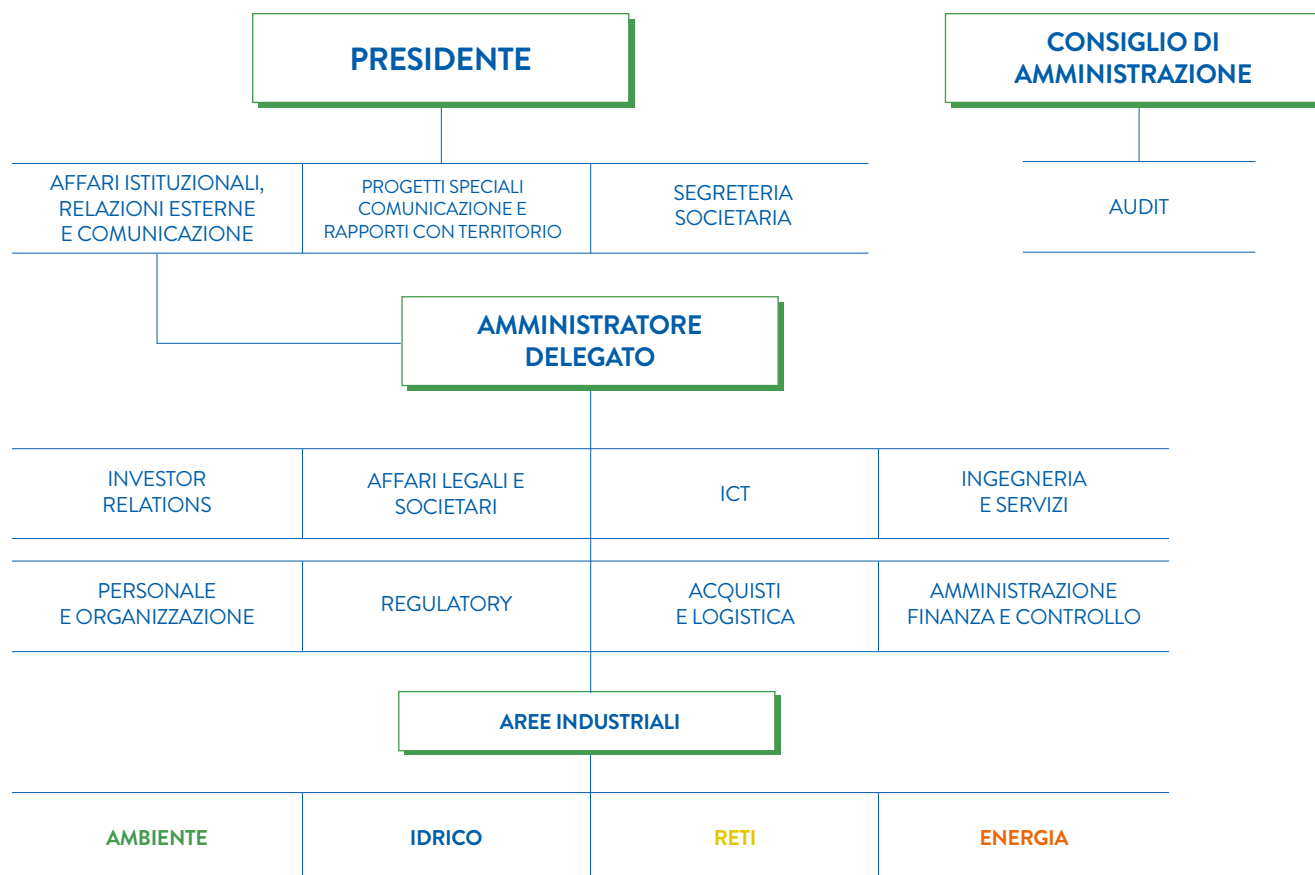 PRESIDENTE
CONSIGLIO DI
AMMINISTRAZIONE
AFFARI ISTITUZIONALI,
RELAZIONI ESTERNE
E COMUNICAZIONE
PROGETTI SPECIALI
COMUNICAZIONE E
RAPPORTI CON TERRITORIO
SEGRETERIA
SOCIETARIA
AUDIT
AMMINISTRATORE
DELEGATO
INVESTOR
RELATIONS
AFFARI LEGALI E
SOCIETARI
ICT
INGEGNERIA
E SERVIZI
PERSONALE
E ORGANIZZAZIONE
REGULATORY
ACQUISTI
E LOGISTICA
AMMINISTRAZIONE
FINANZA E CONTROLLO
AREE INDUSTRIALI
AMBIENTE
IDRICO
RETI
ENERGIA